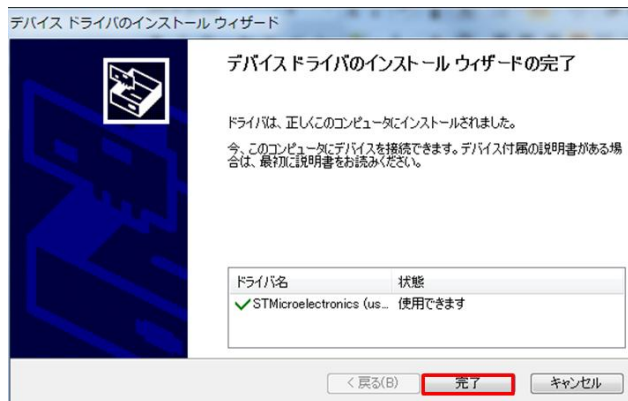 デバイス ドライバのインストール ウィザード
デバイス ドライバのインストール ウィザードの完了
ドライバは、正しくこのコンピュータにインストールされました。
今、このコンピュータにデバイスを接続できます。デバイス付属の説明書がある場
合は、最初に説明書をお読みください。
ドライバ名 状態
STMicroelectronics (us... 使用できます
< 戻る(B) 完了 キャンセル